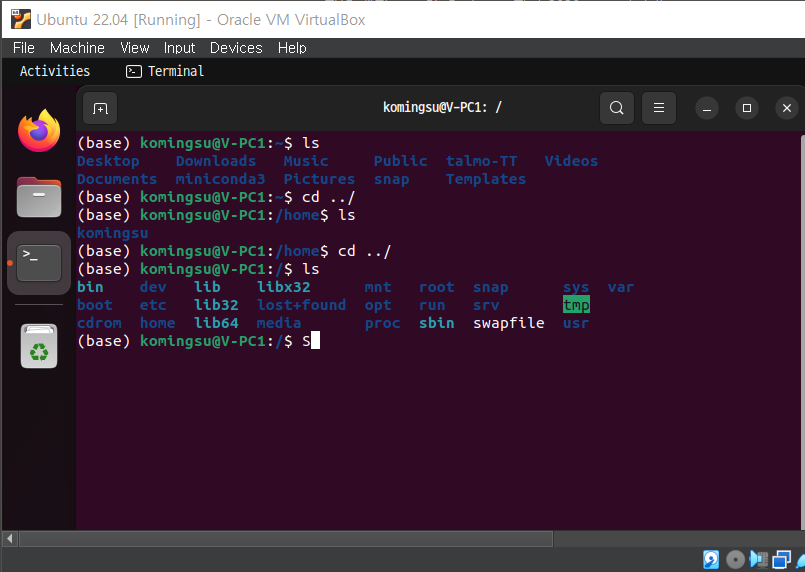 Ubuntu 22.04 [Running] - Oracle VM VirtualBox
File Machine View Input Devices Help
Activities Terminal
komingsu@V-PC1: /
(base) komingsu@V-PC1:~$ ls
Desktop Downloads Music Public talmo-TT Videos
Documents miniconda3 Pictures snap Templates
(base) komingsu@V-PC1:~$ cd ../
(base) komingsu@V-PC1:/home$ ls
komingsu
(base) komingsu@V-PC1:/home$ cd ../
(base) komingsu@V-PC1:/$ ls
bin dev lib libx32 mnt root snap sys var
boot etc lib32 lost+found opt run srv tmp
cdrom home lib64 media proc sbin swapfile usr
(base) komingsu@V-PC1:/$ S